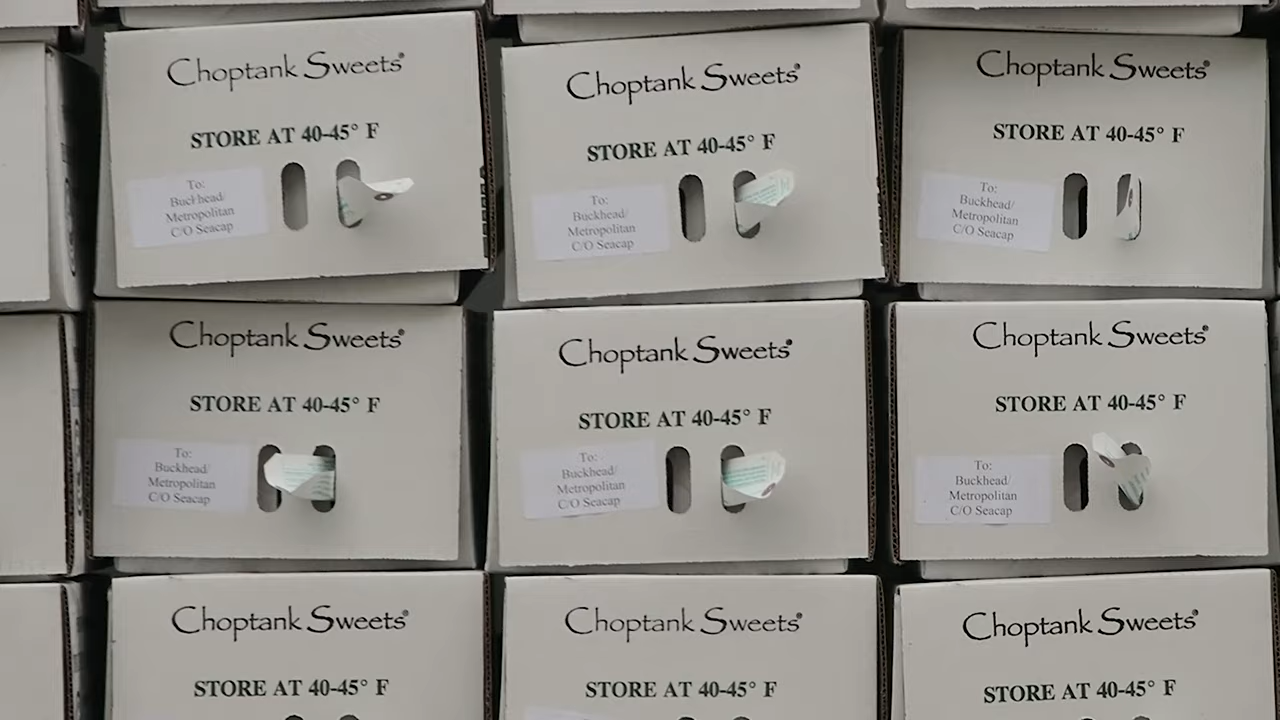 Choptank Sweets®
STORE AT 40-45° F
To:
Buckhead/
Metropolitan
C/O Seacap
Choptank Sweets®
STORE AT 40-45° F
To:
Buckhead/
Metropolitan
C/O Seacap
Choptank Sweets®
STORE AT 40-45° F
To:
Buckhead/
Metropolitan
C/O Seacap
Choptank Sweets®
STORE AT 40-45° F
To:
Buckhead/
Metropolitan
C/O Seacap
Choptank Sweets®
STORE AT 40-45° F
To:
Buckhead/
Metropolitan
C/O Seacap
Choptank Sweets®
STORE AT 40-45° F
To:
Buckhead/
Metropolitan
C/O Seacap
Choptank Sweets®
STORE AT 40-45° F
Choptank Sweets®
STORE AT 40-45° F
Choptank Sweets®
STORE AT 40-45° F